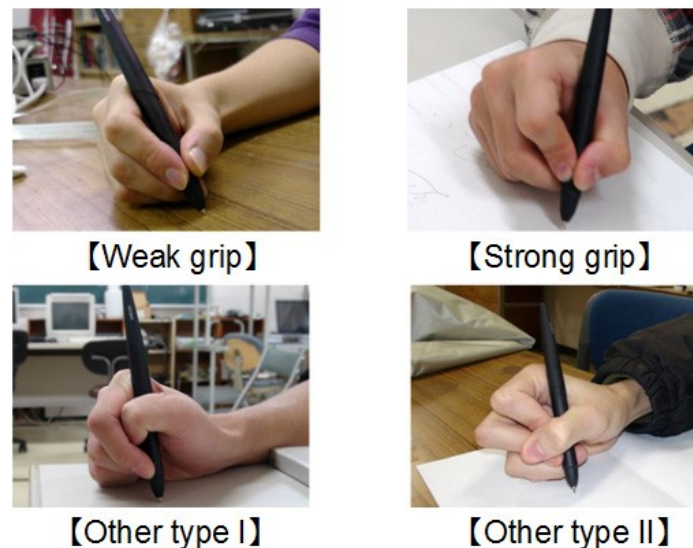 【Weak grip】
【Strong grip】
【Other type I】
【Other type II】